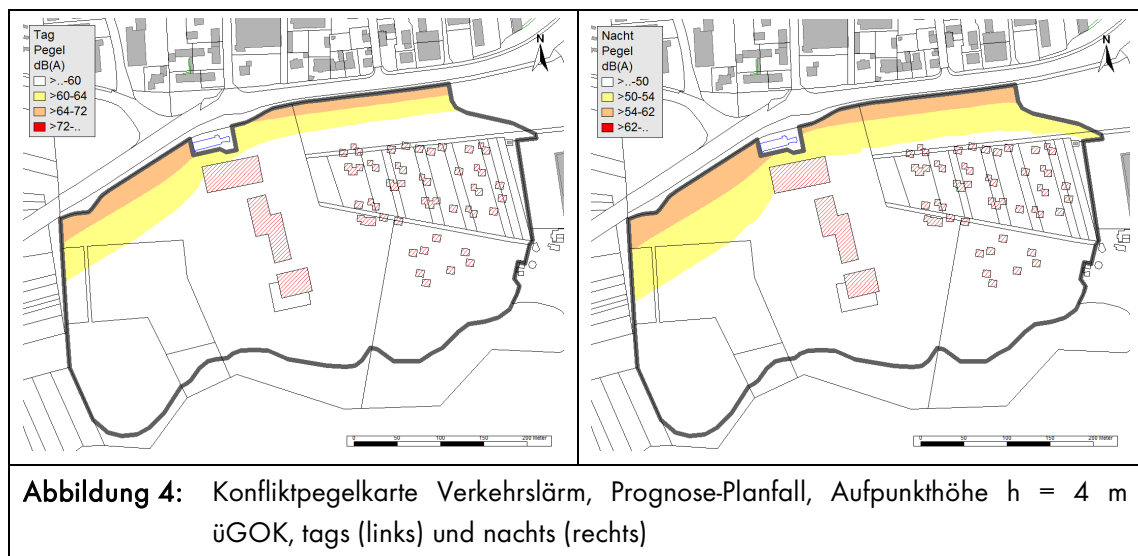 Tag
Pegel
dB(A)
>..-60
>60-64
>64-72
>72-..
N
0 50 100 150 200 Meter
Nacht
Pegel
dB(A)
>..-50
>50-54
>54-62
>62-..
N
0 50 100 150 200 Meter
Abbildung 4: Konfliktpegelkarte Verkehrslärm, Prognose-Planfall, Aufpunkthöhe h = 4 m
üGOK, tags (links) und nachts (rechts)